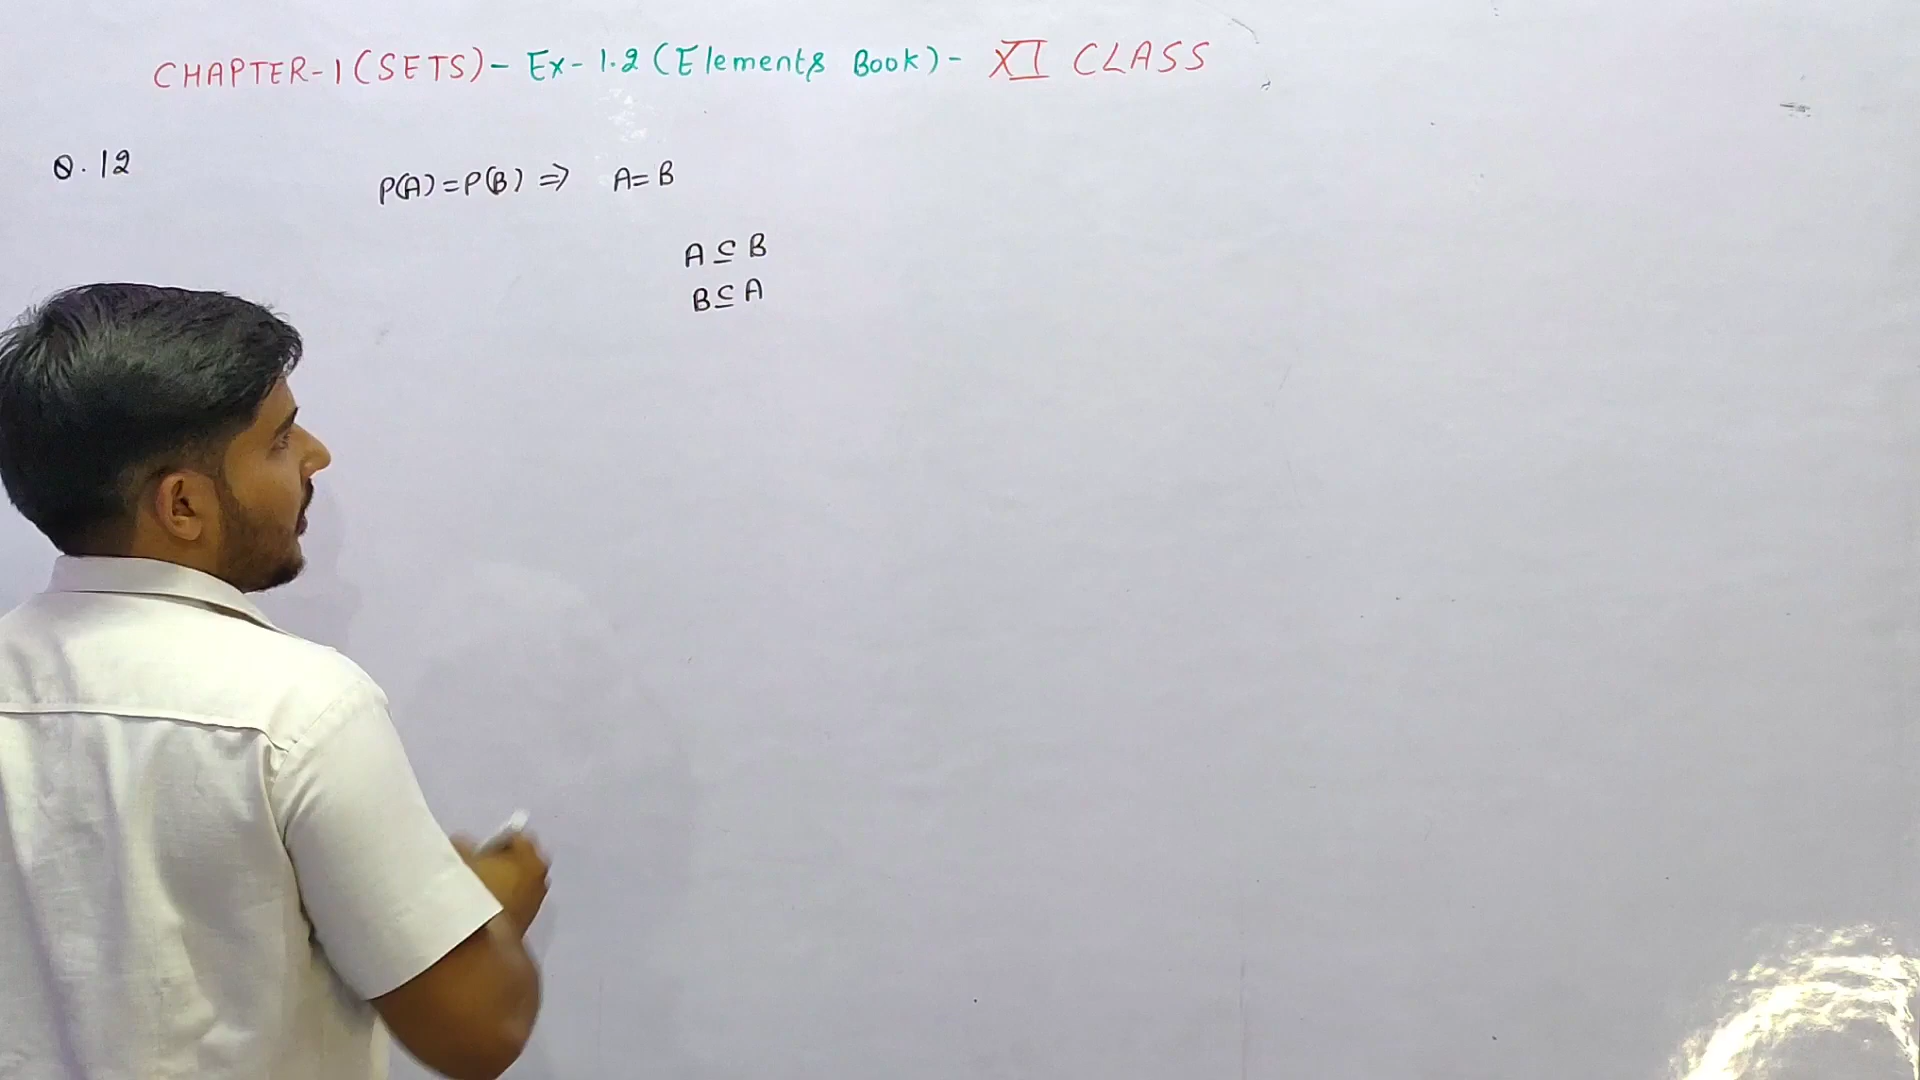 CHAPTER-1(SETS)- Ex-1.2 (Elements Book)- XI CLASS
Q.12
P(A)=P(B) ⇒ A=B
A⊆B
B⊆A